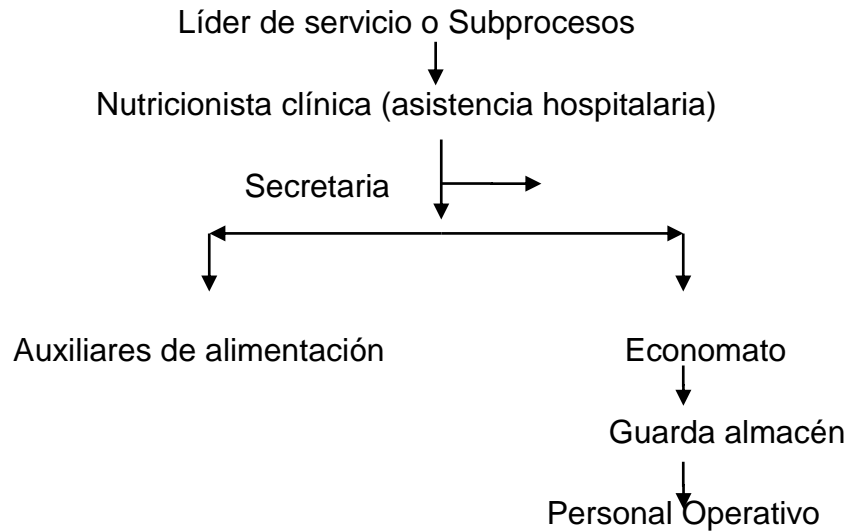 Líder de servicio o Subprocesos
Nutricionista clínica (asistencia hospitalaria)
Secretaria
Auxiliares de alimentación
Economato
Guarda almacén
Personal Operativo